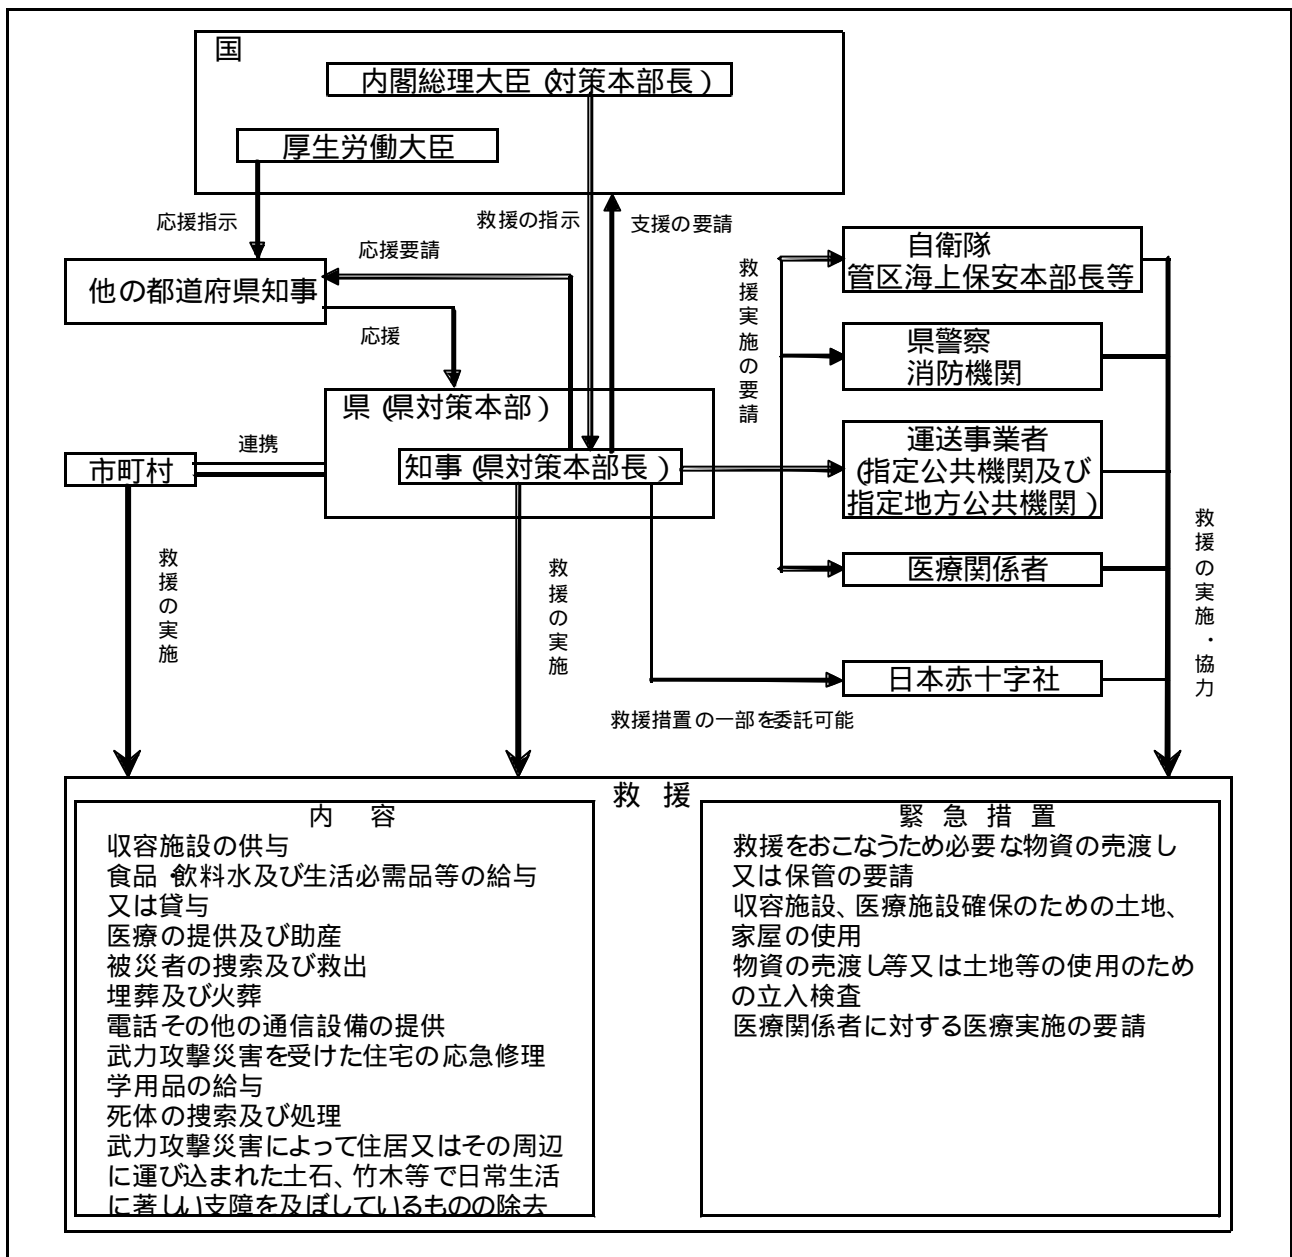 国
内閣総理大臣（対策本部長）
厚生労働大臣
応援指示
救援の指示
支援の要請
応援要請
他の都道府県知事
応援
救援実施の要請
自衛隊
管区海上保安本部長等
県警察
消防機関
運送事業者
（指定公共機関及び
指定地方公共機関）
医療関係者
日本赤十字社
県（県対策本部）
知事（県対策本部長）
連携
市町村
救援の実施
救援の実施
救援の実施・協力
救援措置の一部を委託可能
救　援
内　容
収容施設の供与
食品・飲料水及び生活必需品等の給与
又は貸与
医療の提供及び助産
被災者の捜索及び救出
埋葬及び火葬
電話その他の通信設備の提供
武力攻撃災害を受けた住宅の応急修理
学用品の給与
死体の捜索及び処理
武力攻撃災害によって住居又はその周辺
に運び込まれた土石、竹木等で日常生活
に著しい支障を及ぼしているものの除去
緊 急 措 置
救援をおこなうため必要な物資の売渡し
又は保管の要請
収容施設、医療施設確保のための土地、
家屋の使用
物資の売渡し等又は土地等の使用のため
の立入検査
医療関係者に対する医療実施の要請